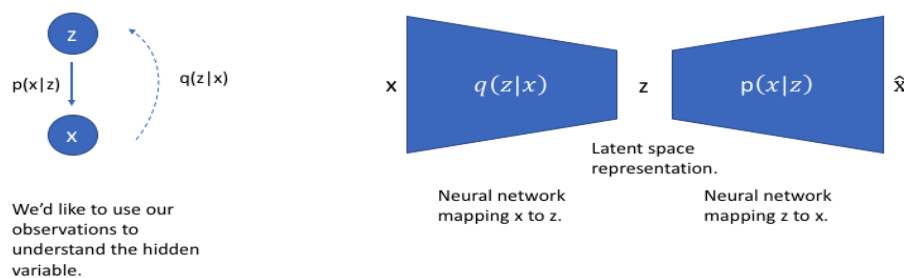 z
p(x|z)
q(z|x)
x
We'd like to use our
observations to
understand the hidden
variable.
x
q(z|x)
z
p(x|z)
x̂
Latent space
representation.
Neural network
mapping x to z.
Neural network
mapping z to x.